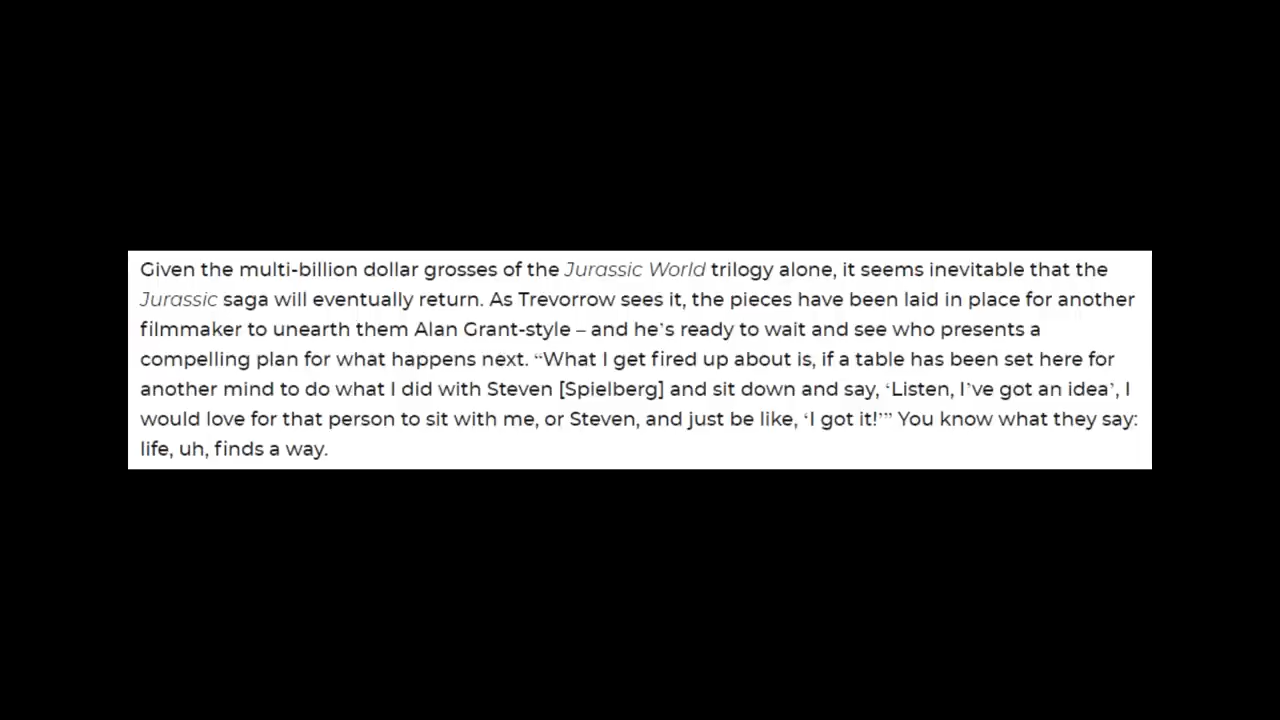 Given the multi-billion dollar grosses of the Jurassic World trilogy alone, it seems inevitable that the
Jurassic saga will eventually return. As Trevorrow sees it, the pieces have been laid in place for another
filmmaker to unearth them Alan Grant-style – and he’s ready to wait and see who presents a
compelling plan for what happens next. “What I get fired up about is, if a table has been set here for
another mind to do what I did with Steven [Spielberg] and sit down and say, ‘Listen, I’ve got an idea’, I
would love for that person to sit with me, or Steven, and just be like, ‘I got it!’” You know what they say:
life, uh, finds a way.